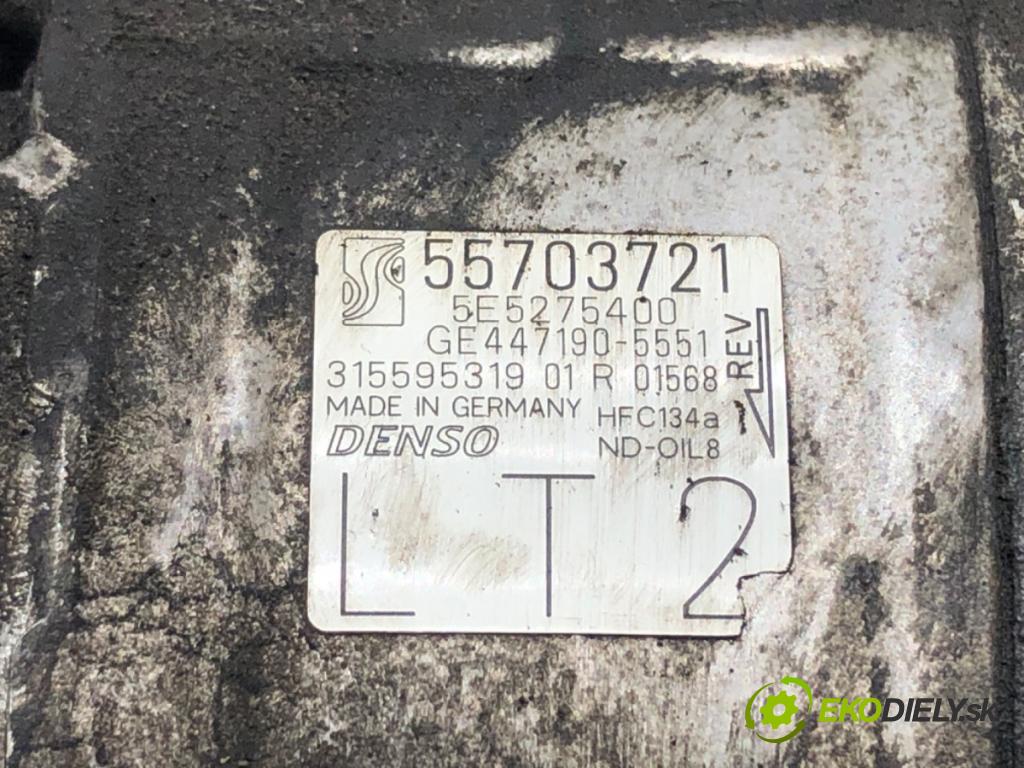 55703721
5E5275400
GE447190-5551
315595319 01 R 01568
MADE IN GERMANY HFC134a
DENSO ND-OIL8
REV
LT2
EKODIELY.sk